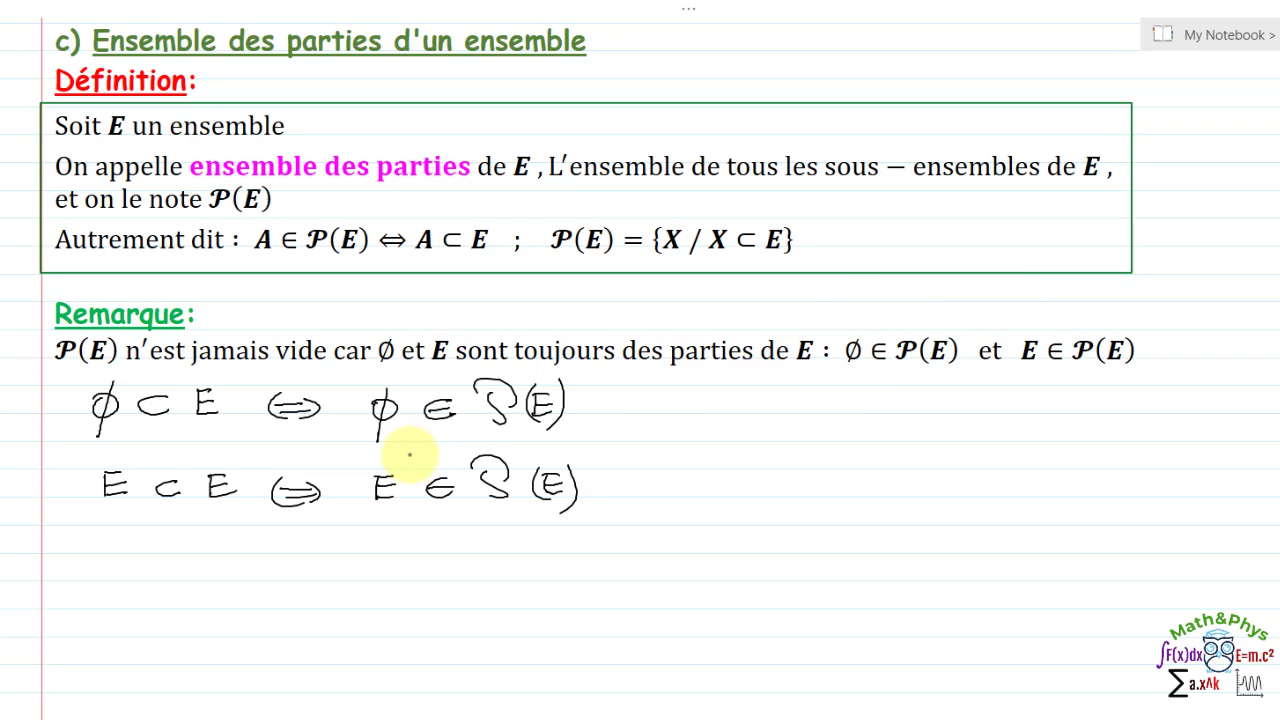 ...
c) Ensemble des parties d'un ensemble
My Notebook >
Définition:
Soit E un ensemble
On appelle ensemble des parties de E , L′ensemble de tous les sous − ensembles de E ,
et on le note 𝓟(E)
Autrement dit : A ∈ 𝓟(E) ⇔ A ⊂ E ; 𝓟(E) = {X / X ⊂ E}
Remarque:
𝓟(E) n′est jamais vide car ∅ et E sont toujours des parties de E : ∅ ∈ 𝓟(E) et E ∈ 𝓟(E)
∅ ⊂ E ⇔ ∅ ∈ 𝓟(E)
E ⊂ E ⇔ E ∈ 𝓟(E)
Math&Phys
∫F(x)dx E=m.c²
∑ a.x^k